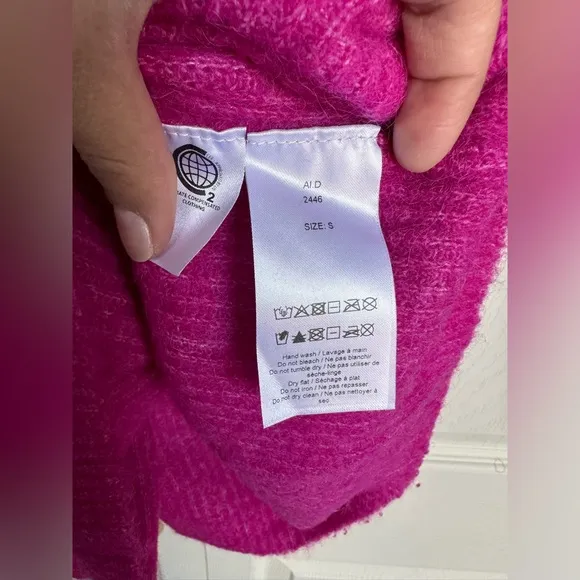 2
CLOTHING
AI.D
2446
SIZE: S
Hand wash / Lavage à main
Do not bleach / Ne pas blanchir
Do not tumble dry / Ne pas utiliser de
sèche-linge
Dry flat / Séchage à plat
Do not iron / Ne pas repasser
Do not dry clean / Ne pas nettoyer à
sec